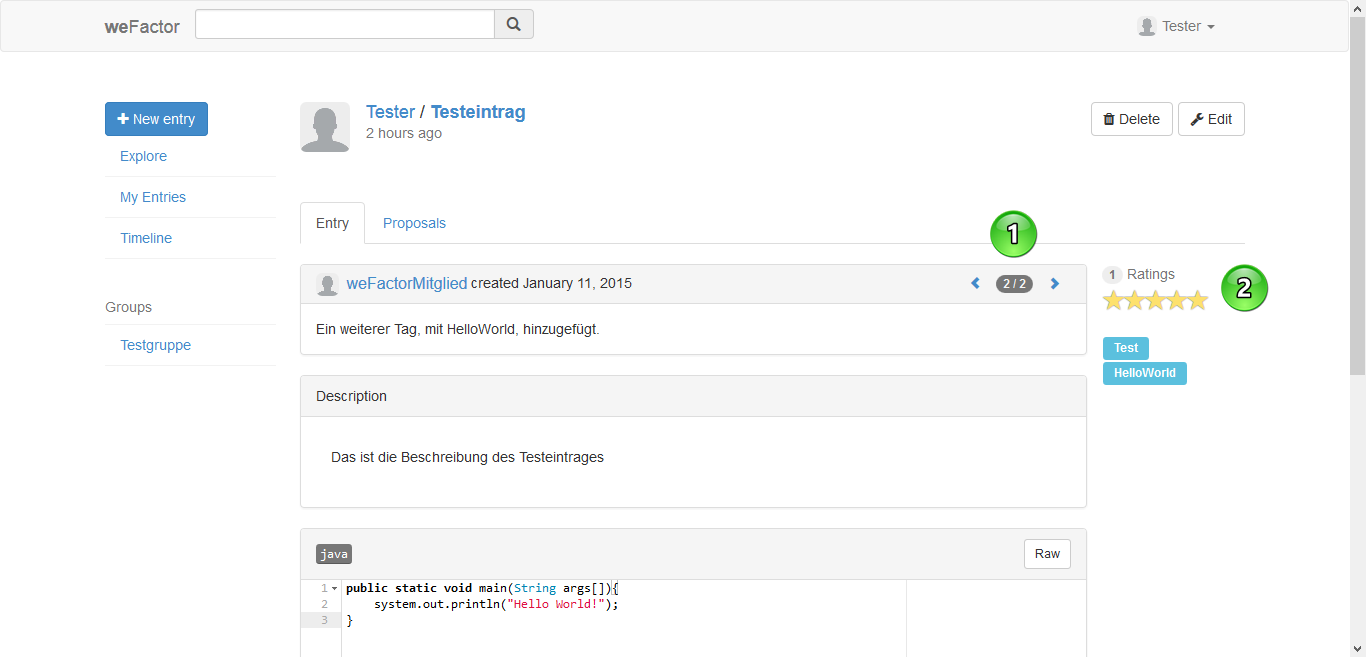 weFactor
Tester
New entry
Explore
My Entries
Timeline
Groups
Testgruppe
Tester / Testeintrag
2 hours ago
Delete
Edit
Entry
Proposals
1
weFactorMitglied created January 11, 2015
2 / 2
Ein weiterer Tag, mit HelloWorld, hinzugefügt.
1 Ratings
2
Test
HelloWorld
Description
Das ist die Beschreibung des Testeintrages
java
Raw
1 public static void main(String args[]){
2 system.out.println("Hello World!");
3 }